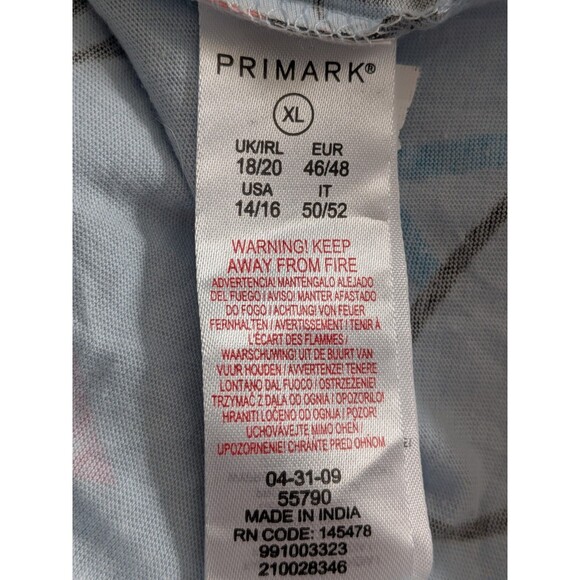 PRIMARK®
XL
UK/IRL EUR
18/20 46/48
USA IT
14/16 50/52
WARNING! KEEP
AWAY FROM FIRE
ADVERTENCIA! MANTÉNGALO ALEJADO
DEL FUEGO / AVISO! MANTER AFASTADO
DO FOGO / ACHTUNG! VON FEUER
FERNHALTEN / AVERTISSEMENT / TENIR À
L'ÉCART DES FLAMMES /
WAARSCHUWING! UIT DE BUURT VAN
VUUR HOUDEN / AVVERTENZE! TENERE
LONTANO DAL FUOCO / OSTRZEŻENIE!
TRZYMAĆ Z DALA OD OGNIA / OPOZORILO!
HRANITI LOČENO OD OGNJA / POZOR!
UCHOVÁVEJTE MIMO OHEŇ /
UPOZORNENIE! CHRÁNTE PRED OHŇOM
04-31-09
55790
MADE IN INDIA
RN CODE: 145478
991003323
210028346